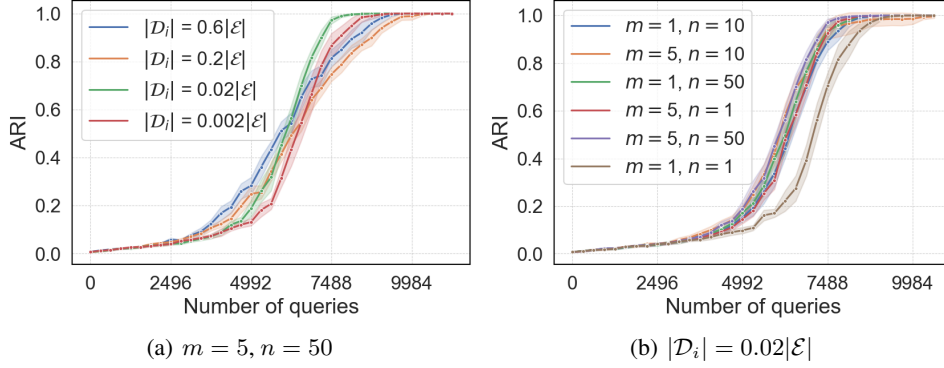 ARI
1.0
0.8
0.6
0.4
0.2
0.0
|𝒟ᵢ| = 0.6|ℰ|
|𝒟ᵢ| = 0.2|ℰ|
|𝒟ᵢ| = 0.02|ℰ|
|𝒟ᵢ| = 0.002|ℰ|
0 2496 4992 7488 9984
Number of queries
(a) m = 5, n = 50
ARI
1.0
0.8
0.6
0.4
0.2
0.0
m = 1, n = 10
m = 5, n = 10
m = 1, n = 50
m = 5, n = 1
m = 5, n = 50
m = 1, n = 1
0 2496 4992 7488 9984
Number of queries
(b) |𝒟ᵢ| = 0.02|ℰ|